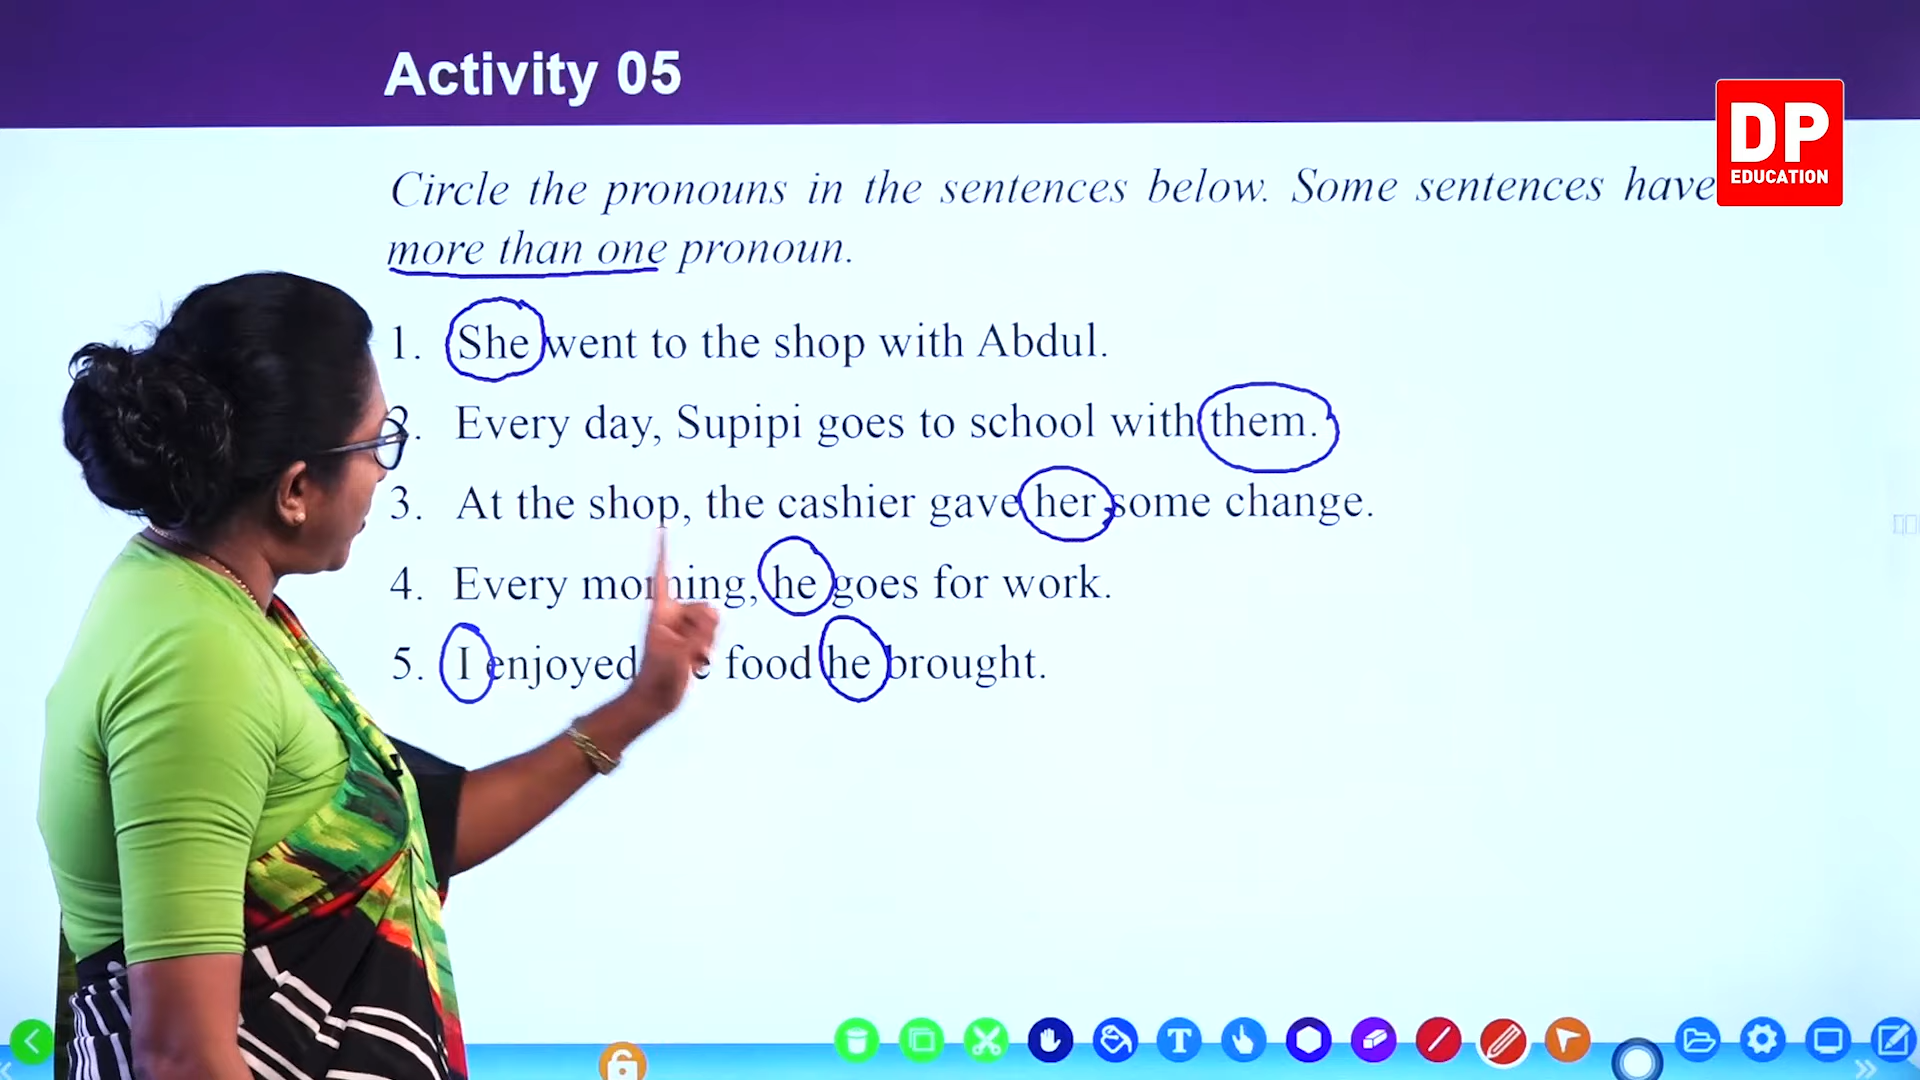 Activity 05
DP
EDUCATION
Circle the pronouns in the sentences below. Some sentences have
more than one pronoun.
1. She went to the shop with Abdul.
2. Every day, Supipi goes to school with them.
3. At the shop, the cashier gave her some change.
4. Every morning, he goes for work.
5. I enjoyed food he brought.
T